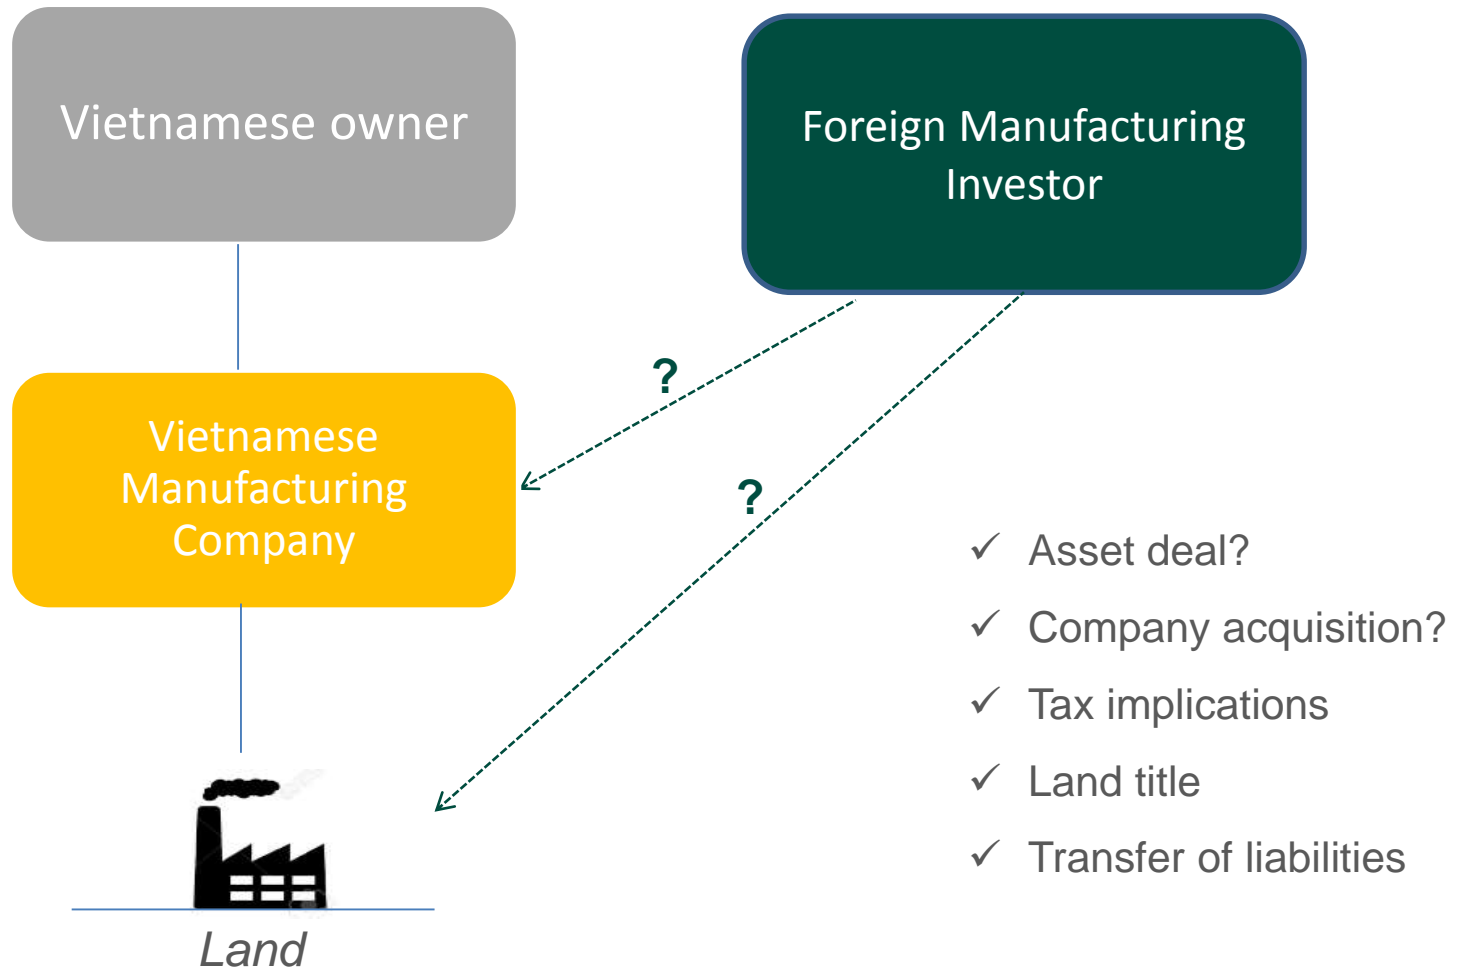 Vietnamese owner
Foreign Manufacturing
Investor
?
Vietnamese
Manufacturing
Company
?
✓ Asset deal?
✓ Company acquisition?
✓ Tax implications
✓ Land title
✓ Transfer of liabilities
Land